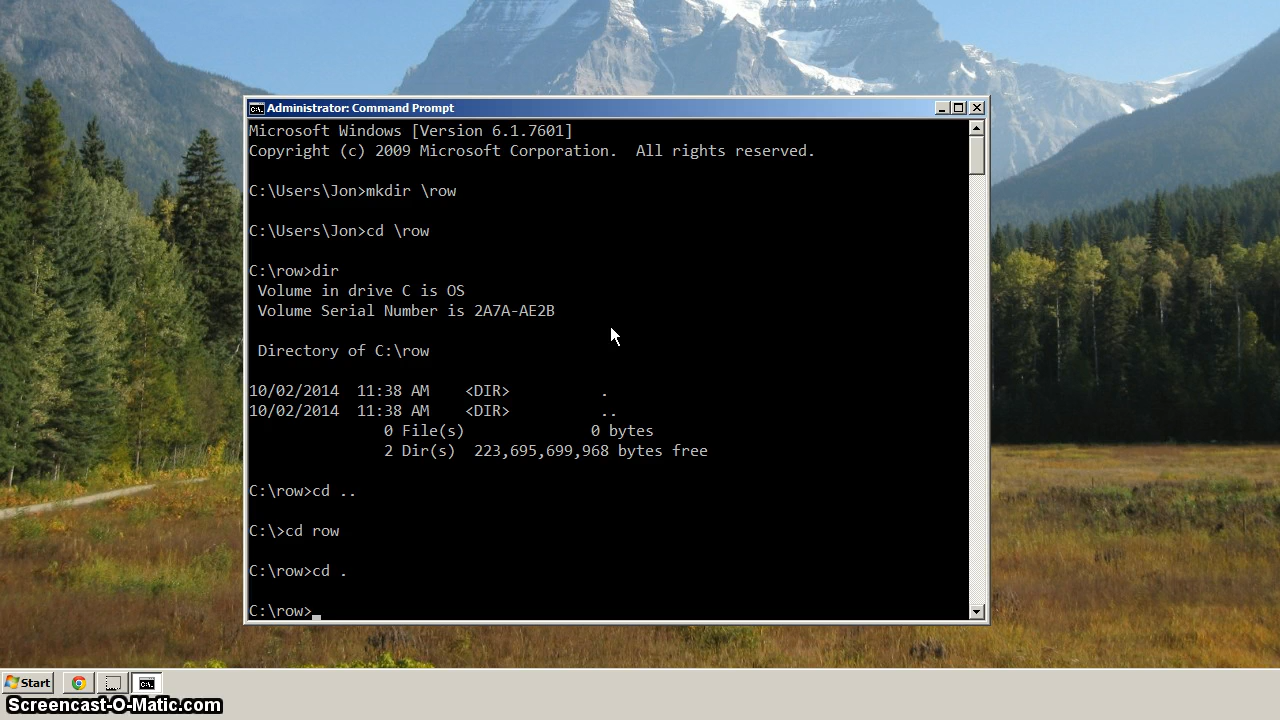 Administrator: Command Prompt
Microsoft Windows [Version 6.1.7601]
Copyright (c) 2009 Microsoft Corporation.  All rights reserved.
C:\Users\Jon>mkdir \row
C:\Users\Jon>cd \row
C:\row>dir
 Volume in drive C is OS
 Volume Serial Number is 2A7A-AE2B
 Directory of C:\row
10/02/2014  11:38 AM    <DIR>          .
10/02/2014  11:38 AM    <DIR>          ..
               0 File(s)              0 bytes
               2 Dir(s)  223,695,699,968 bytes free
C:\row>cd ..
C:\>cd row
C:\row>cd .
C:\row>
Start
Screencast-O-Matic.com